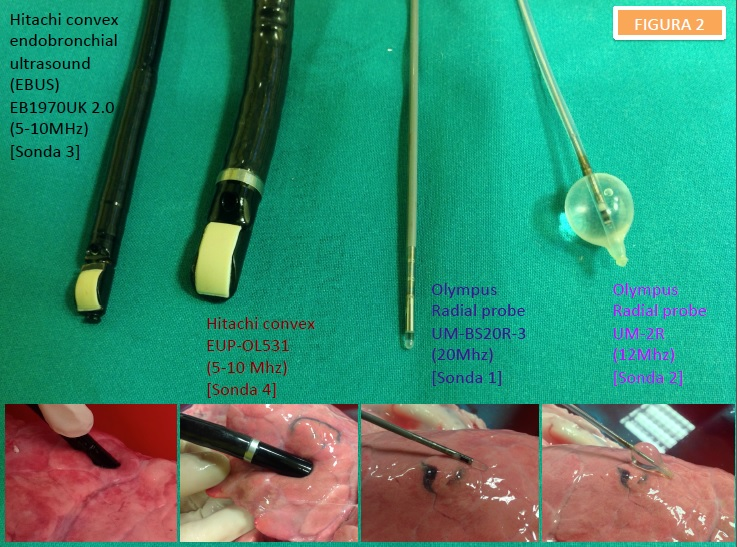 Hitachi convex
endobronchial
ultrasound
(EBUS)
EB1970UK 2.0
(5-10MHz)
[Sonda 3]
FIGURA 2
Hitachi convex
EUP-OL531
(5-10 Mhz)
[Sonda 4]
Olympus
Radial probe
UM-BS20R-3
(20Mhz)
[Sonda 1]
Olympus
Radial probe
UM-2R
(12Mhz)
[Sonda 2]